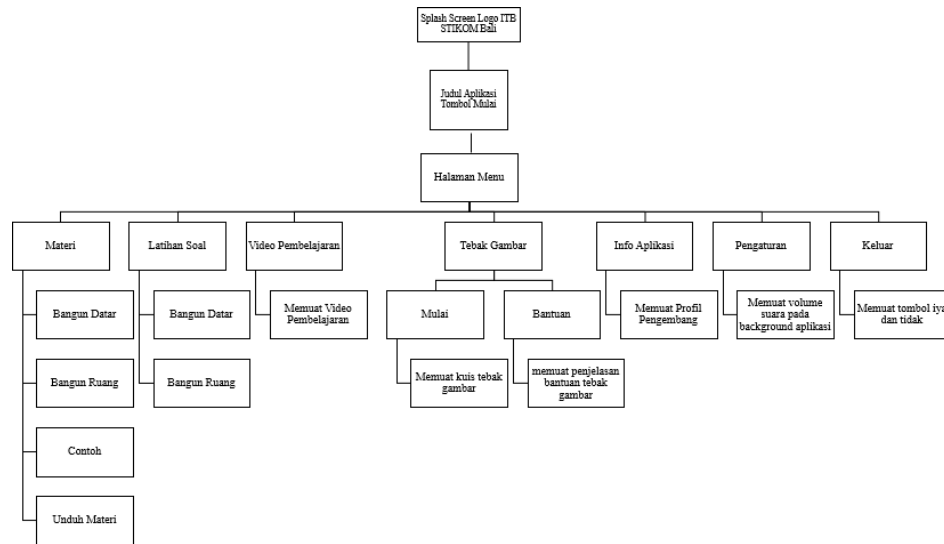 Splash Screen Logo ITB
STIKOM Bali
Judul Aplikasi
Tombol Mulai
Halaman Menu
Materi
Latihan Soal
Video Pembelajaran
Tebak Gambar
Info Aplikasi
Pengaturan
Keluar
Bangun Datar
Bangun Datar
Memuat Video
Pembelajaran
Mulai
Bantuan
Memuat Profil
Pengembang
Memuat volume
suara pada
background aplikasi
Memuat tombol iya
dan tidak
Bangun Ruang
Bangun Ruang
Memuat kuis tebak
gambar
memuat penjelasan
bantuan tebak
gambar
Contoh
Unduh Materi